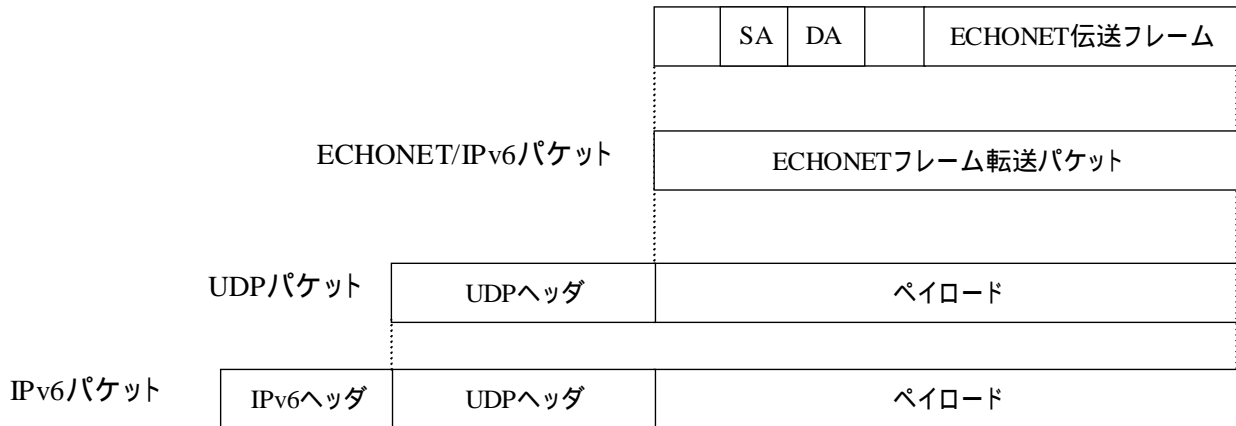 SA DA ECHONET伝送フレーム
ECHONET/IPv6パケット ECHONETフレーム転送パケット
UDPパケット UDPヘッダ ペイロード
IPv6パケット IPv6ヘッダ UDPヘッダ ペイロード